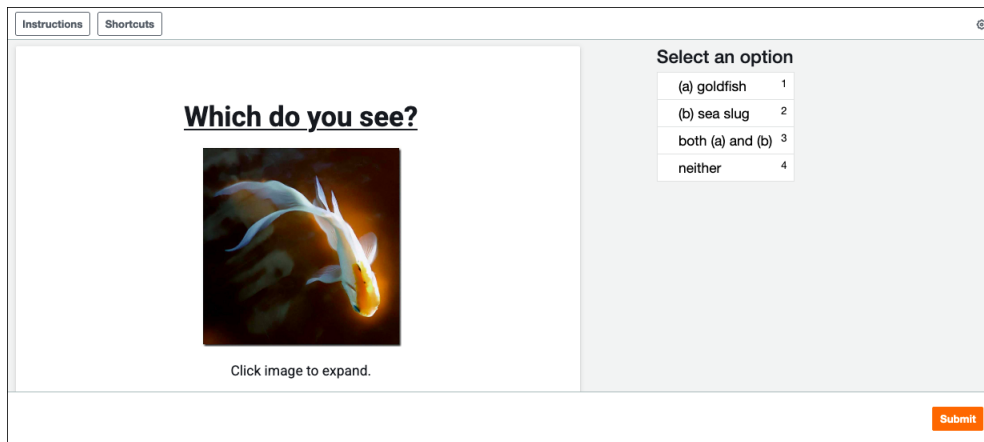 Instructions Shortcuts
Select an option
(a) goldfish 1
(b) sea slug 2
both (a) and (b) 3
neither 4
Which do you see?
Click image to expand.
Submit